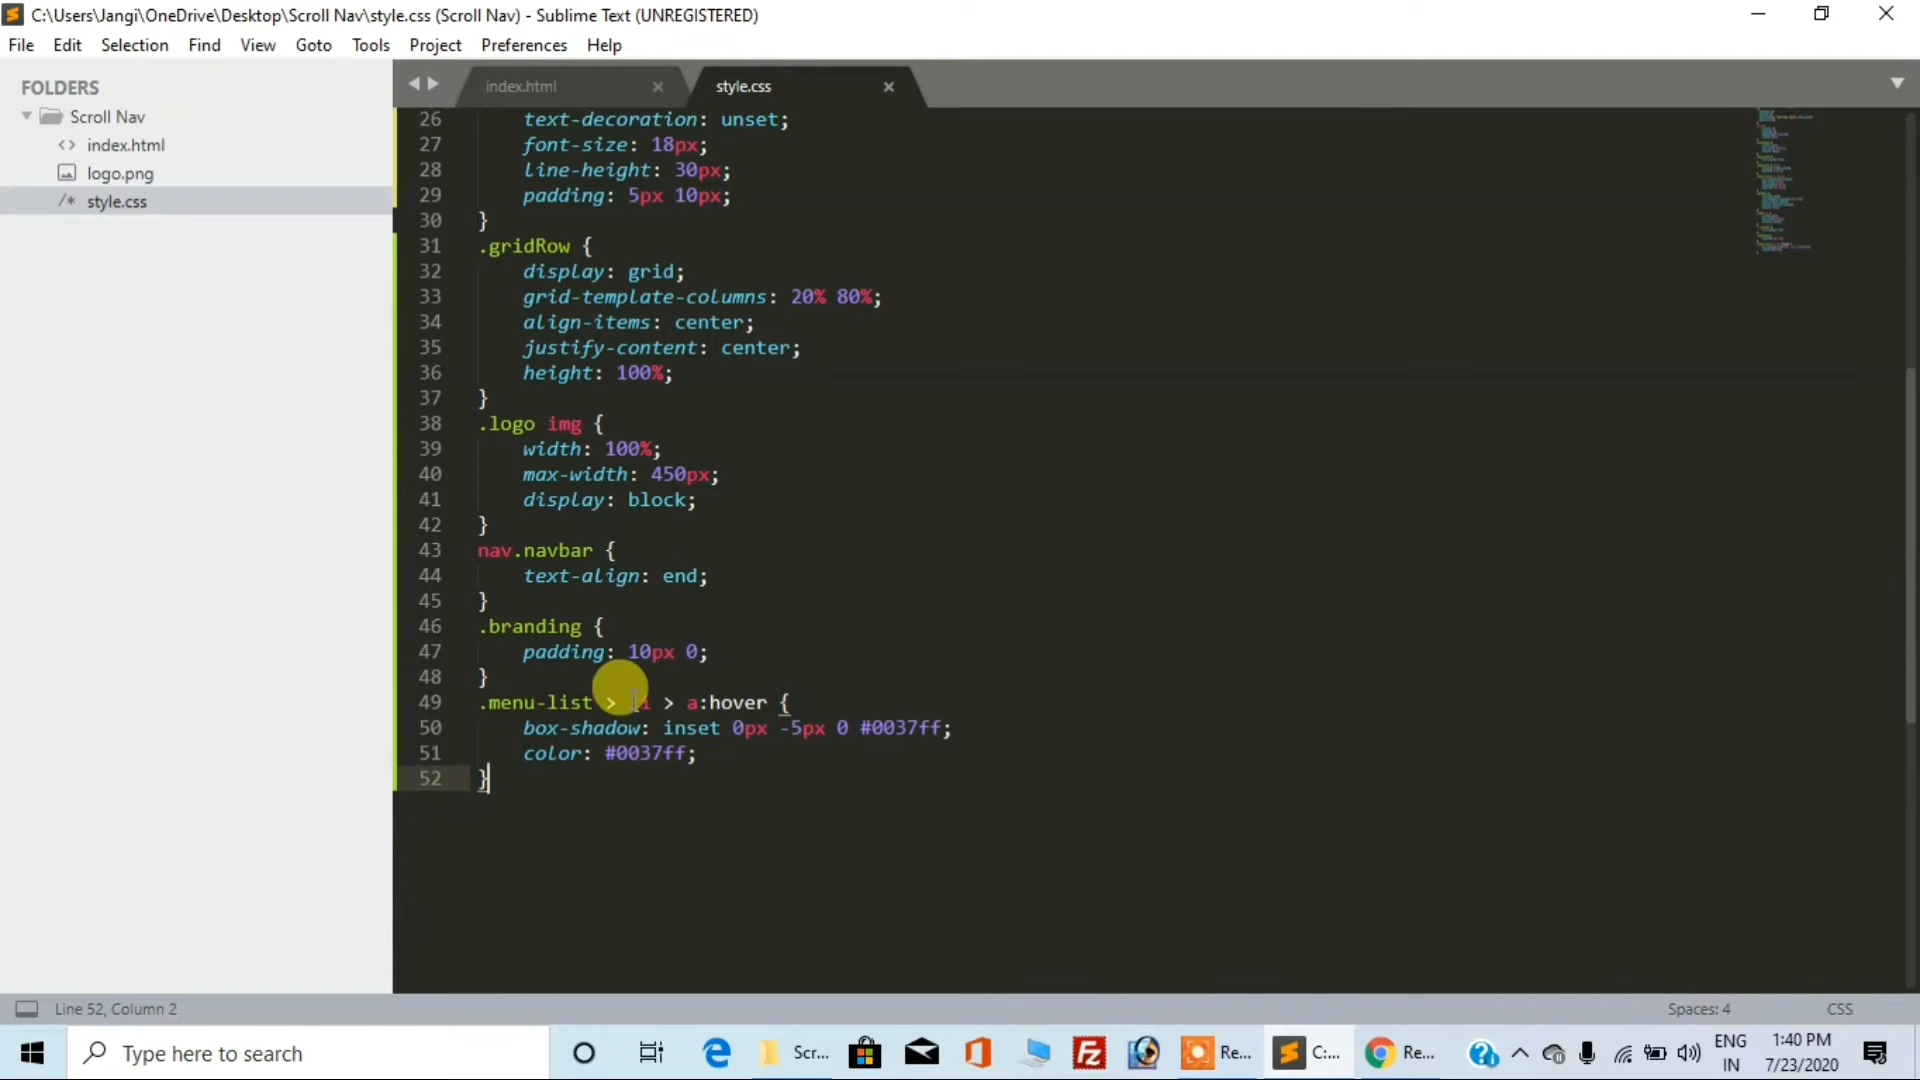 C:\Users\Jangi\OneDrive\Desktop\Scroll Nav\style.css (Scroll Nav) - Sublime Text (UNREGISTERED)
File Edit Selection Find View Goto Tools Project Preferences Help
FOLDERS
Scroll Nav
<> index.html
logo.png
/* style.css
index.html × style.css ×
26 text-decoration: unset;
27 font-size: 18px;
28 line-height: 30px;
29 padding: 5px 10px;
30 }
31 .gridRow {
32 display: grid;
33 grid-template-columns: 20% 80%;
34 align-items: center;
35 justify-content: center;
36 height: 100%;
37 }
38 .logo img {
39 width: 100%;
40 max-width: 450px;
41 display: block;
42 }
43 nav.navbar {
44 text-align: end;
45 }
46 .branding {
47 padding: 10px 0;
48 }
49 .menu-list > li > a:hover {
50 box-shadow: inset 0px -5px 0 #0037ff;
51 color: #0037ff;
52 }
Line 52, Column 2 Spaces: 4 CSS
Type here to search
Scr... Re... C:... Re...
ENG
IN
1:40 PM
7/23/2020